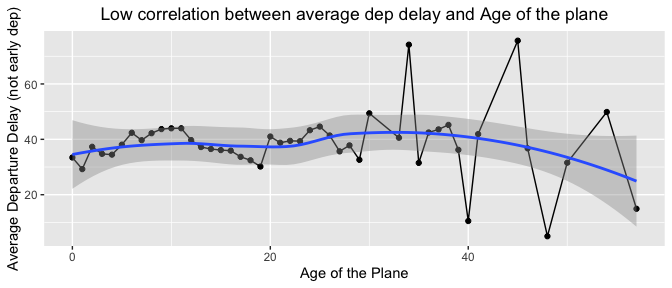 Low correlation between average dep delay and Age of the plane
Average Departure Delay (not early dep)
60
40
20
0
20
40
Age of the Plane